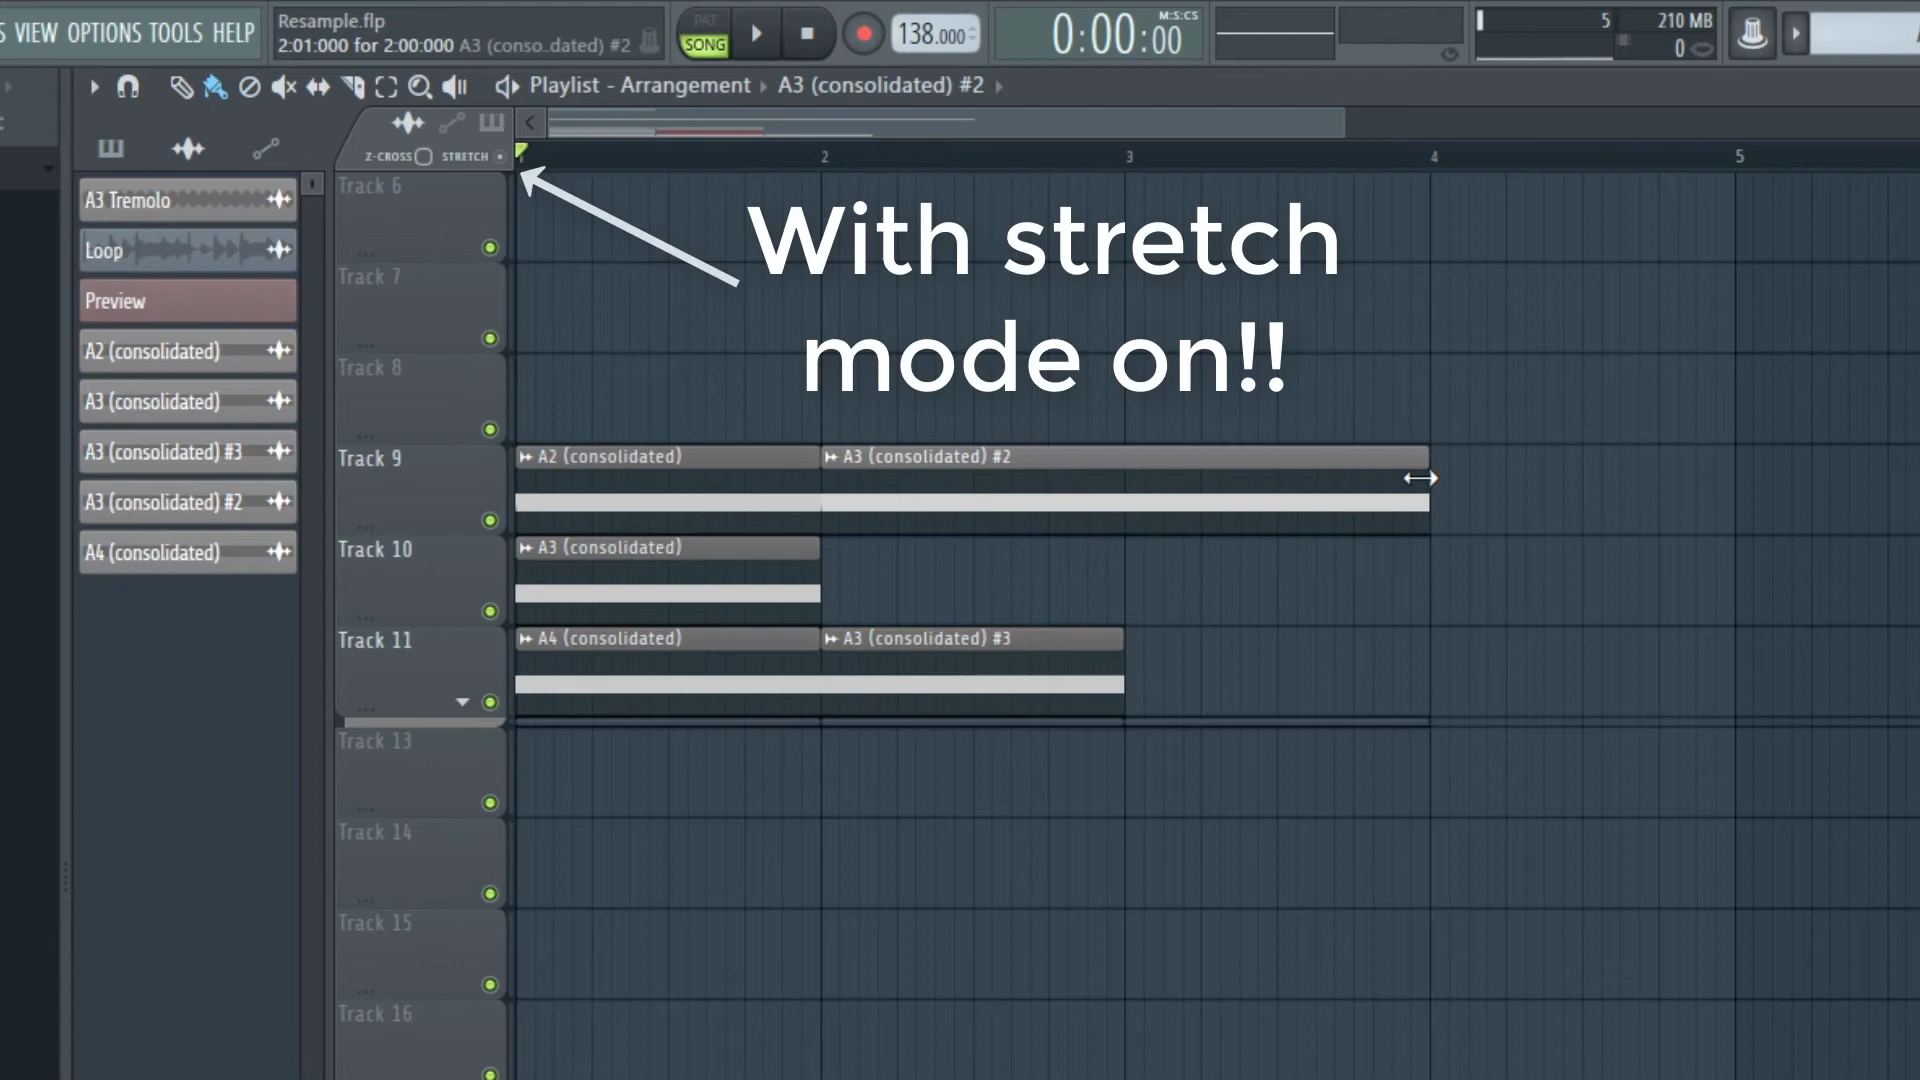 S VIEW OPTIONS TOOLS HELP
Resample.flp
2:01:000 for 2:00:000 A3 (conso..dated) #2
PAT
SONG
138.000
M:S:CS
0:00:00
5
210 MB
0
Playlist - Arrangement ▸ A3 (consolidated) #2 ▸
Z-CROSS
STRETCH
1
2
3
4
5
A3 Tremolo
Loop
Preview
A2 (consolidated)
A3 (consolidated)
A3 (consolidated) #3
A3 (consolidated) #2
A4 (consolidated)
With stretch
mode on!!
Track 6
Track 7
Track 8
Track 9
A2 (consolidated)
A3 (consolidated) #2
Track 10
A3 (consolidated)
Track 11
A4 (consolidated)
A3 (consolidated) #3
Track 13
Track 14
Track 15
Track 16